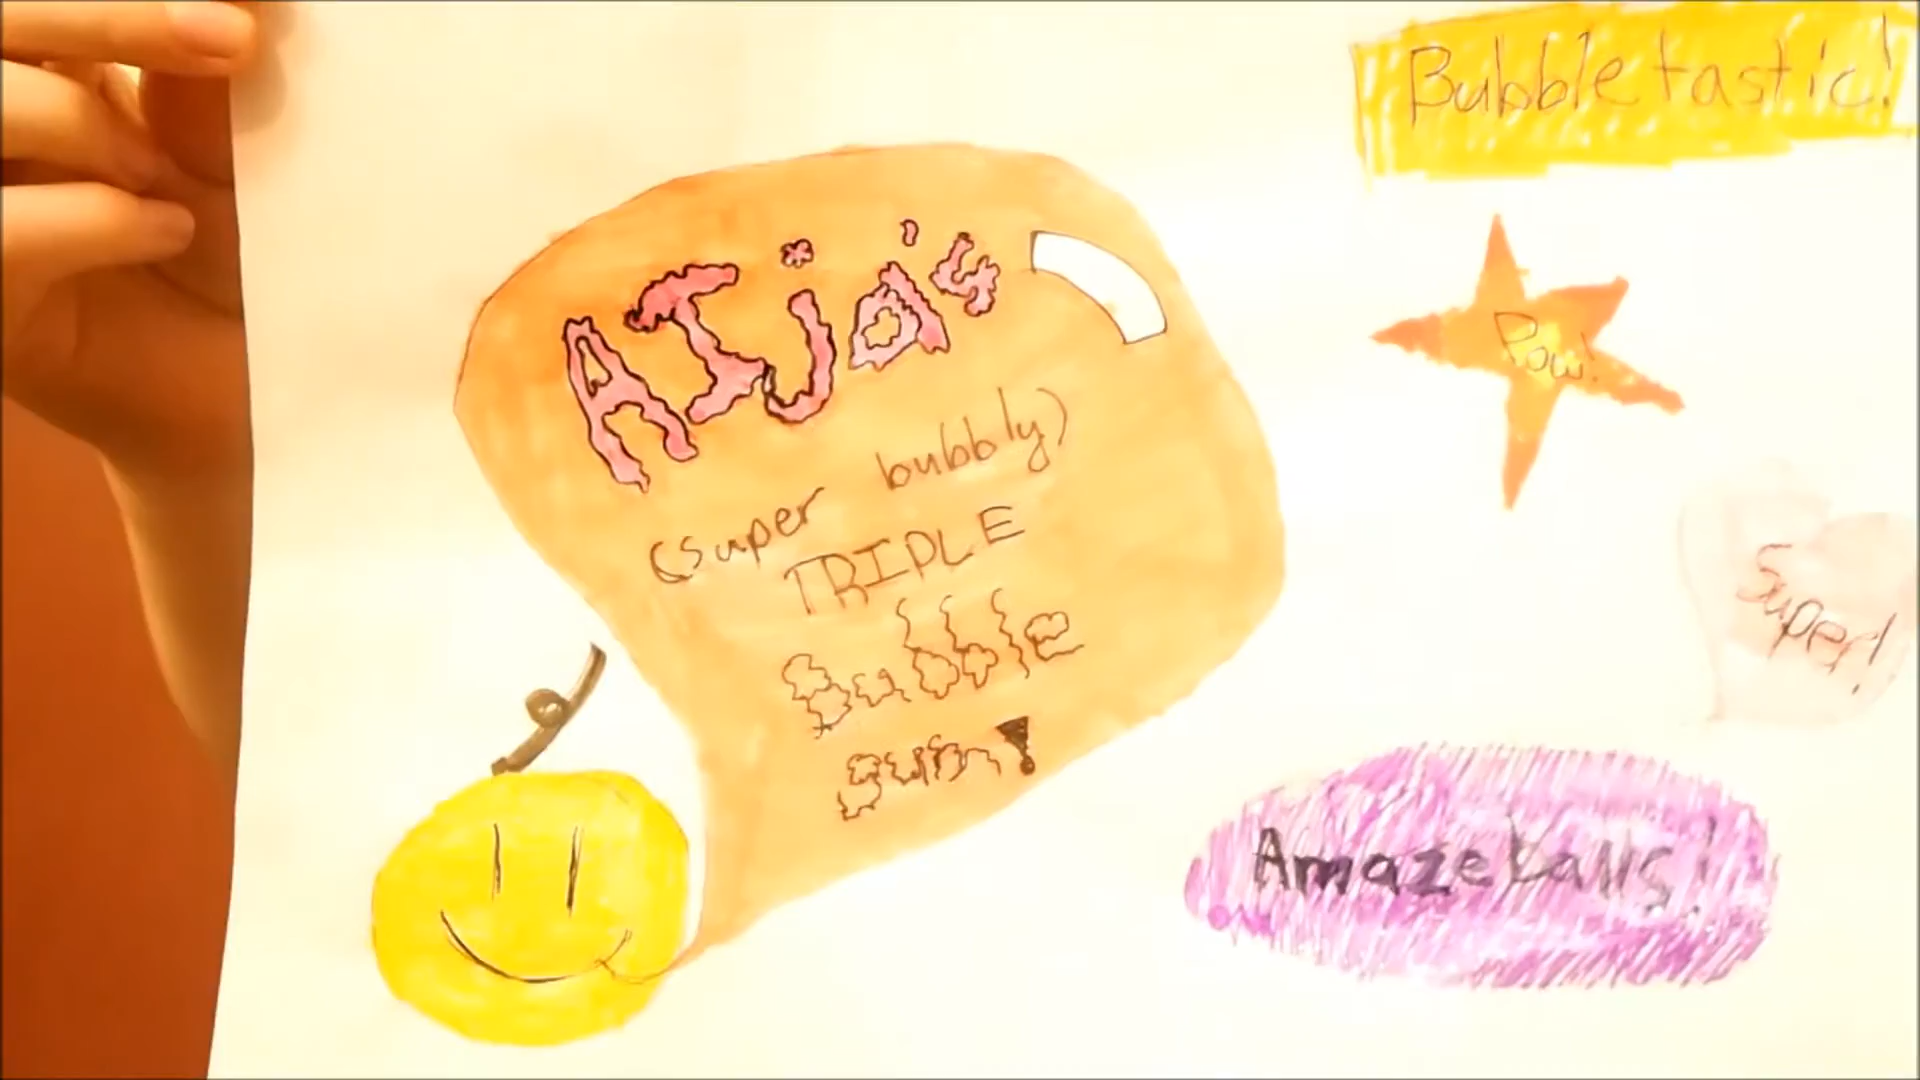 Bubbletastic!
AIja's
(super bubbly)
TRIPLE
Bubble
gum!
Pow!
Super!
Amazeballs!